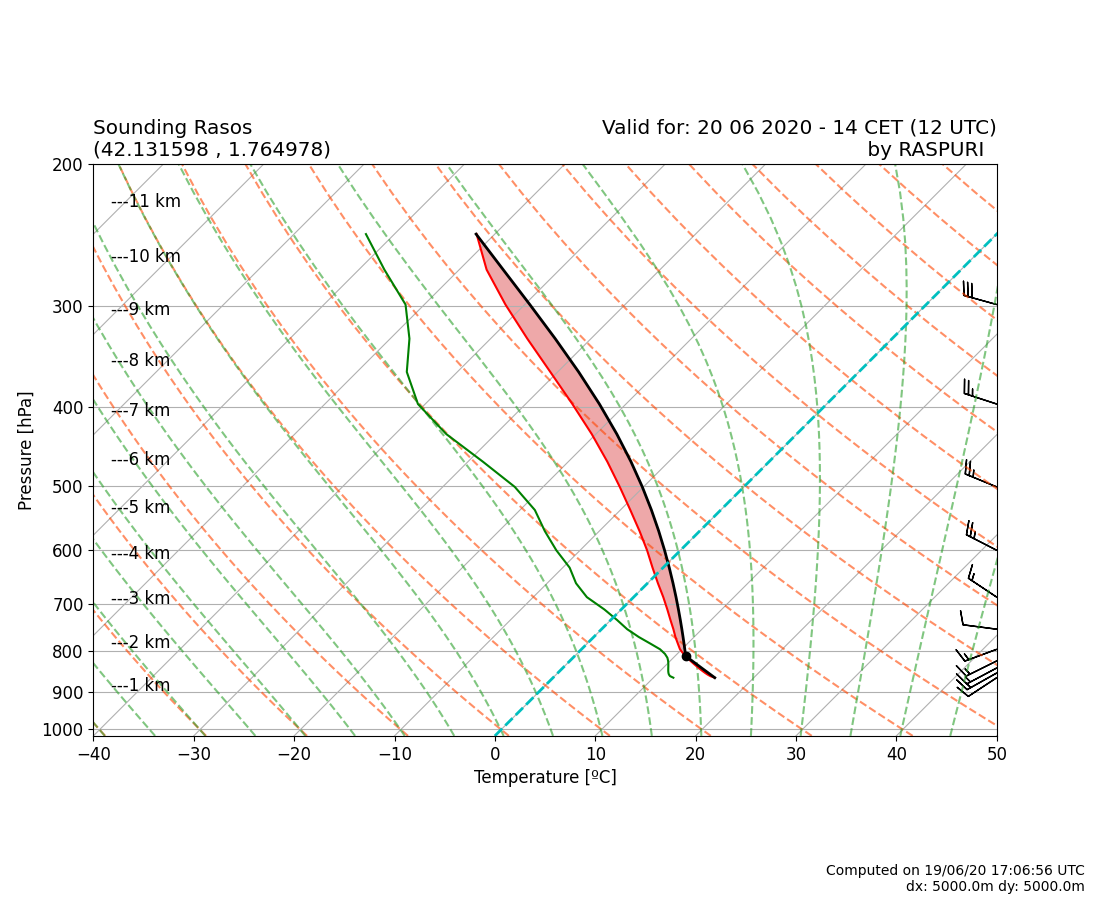 Sounding Rasos
(42.131598 , 1.764978)
Valid for: 20 06 2020 - 14 CET (12 UTC)
by RASPURI
200
---11 km
---10 km
300
---9 km
---8 km
400
---7 km
---6 km
500
---5 km
600
---4 km
700
---3 km
---2 km
800
---1 km
900
1000
Pressure [hPa]
−40 −30 −20 −10 0 10 20 30 40 50
Temperature [ºC]
Computed on 19/06/20 17:06:56 UTC
dx: 5000.0m dy: 5000.0m